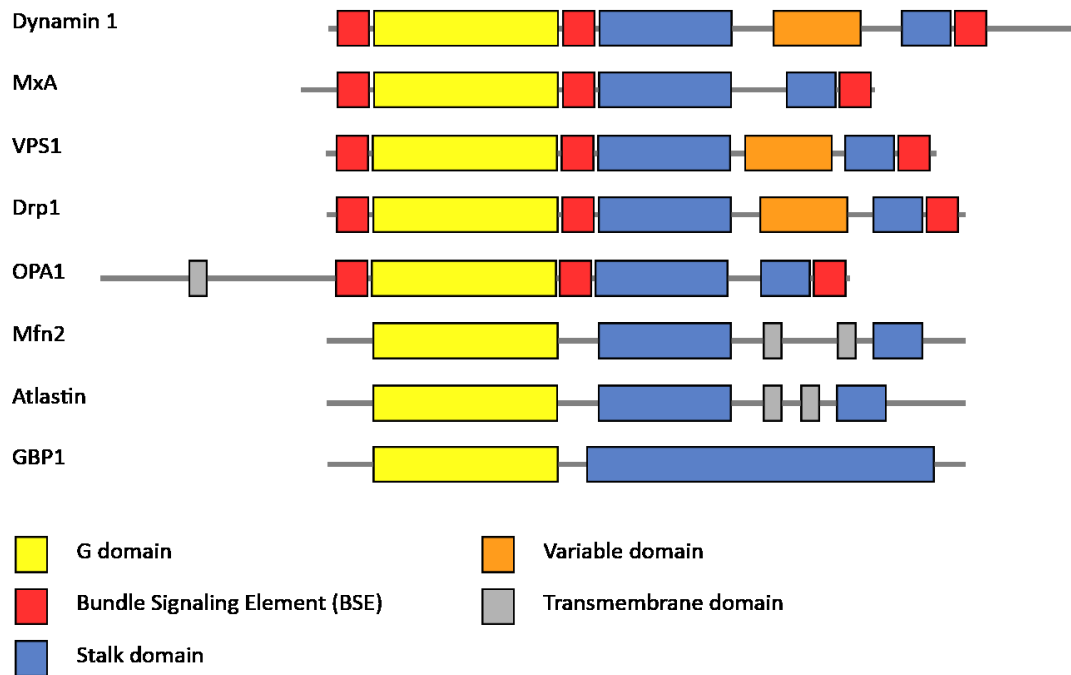 Dynamin 1
MxA
VPS1
Drp1
OPA1
Mfn2
Atlastin
GBP1
G domain
Variable domain
Bundle Signaling Element (BSE)
Transmembrane domain
Stalk domain